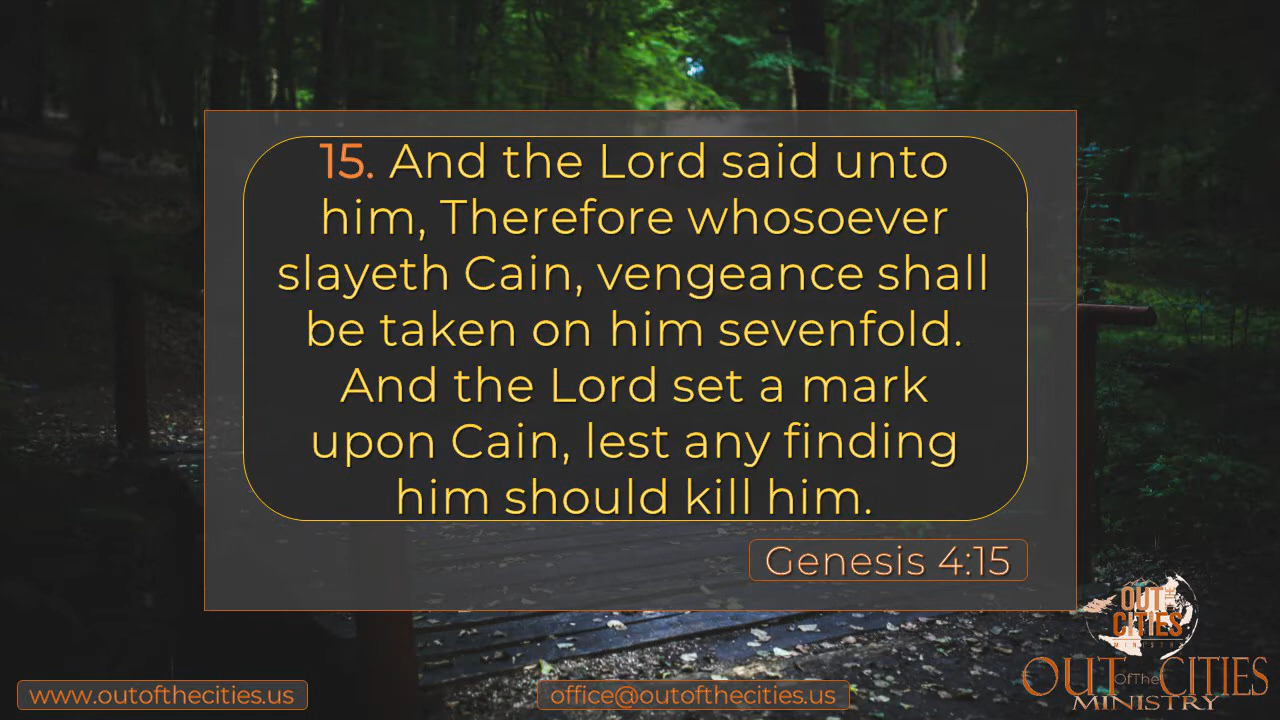 15. And the Lord said unto
him, Therefore whosoever
slayeth Cain, vengeance shall
be taken on him sevenfold.
And the Lord set a mark
upon Cain, lest any finding
him should kill him.
Genesis 4:15
OUT OF THE
CITIES
MINISTRY
OUT OfThe CITIES
MINISTRY
www.outofthecities.us
office@outofthecities.us